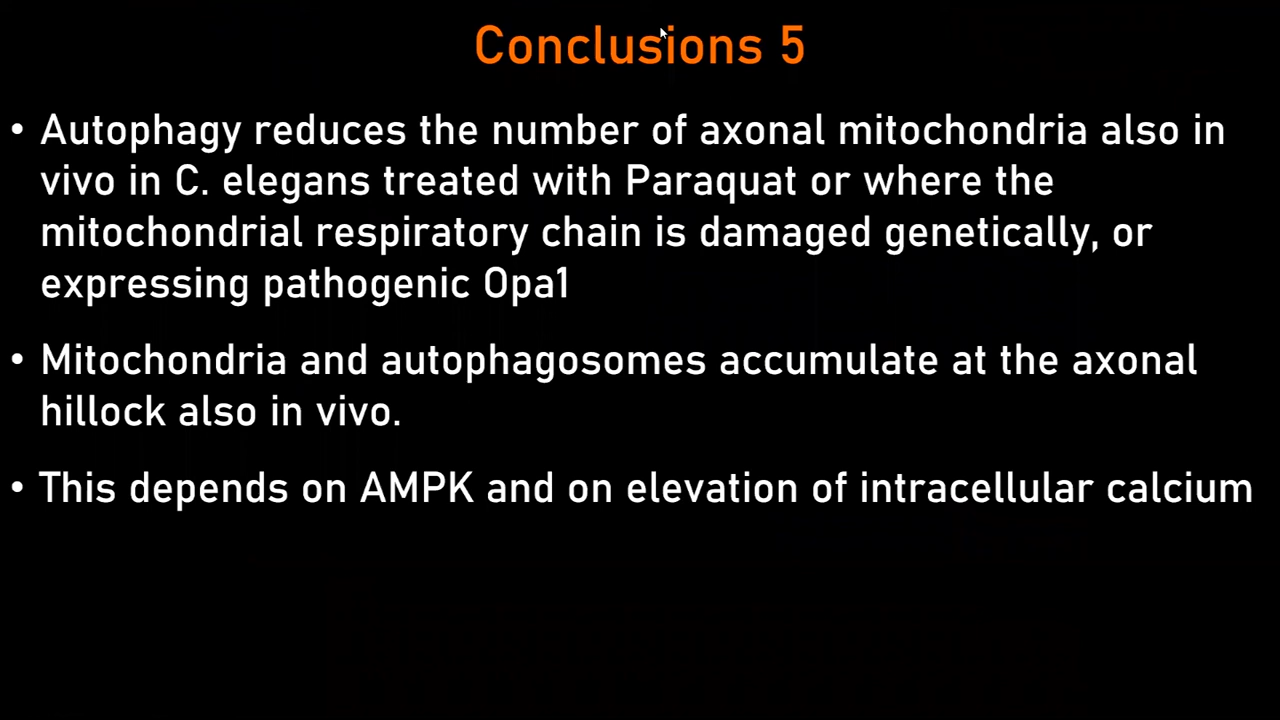 Conclusions 5
• Autophagy reduces the number of axonal mitochondria also in
vivo in C. elegans treated with Paraquat or where the
mitochondrial respiratory chain is damaged genetically, or
expressing pathogenic Opa1
• Mitochondria and autophagosomes accumulate at the axonal
hillock also in vivo.
• This depends on AMPK and on elevation of intracellular calcium